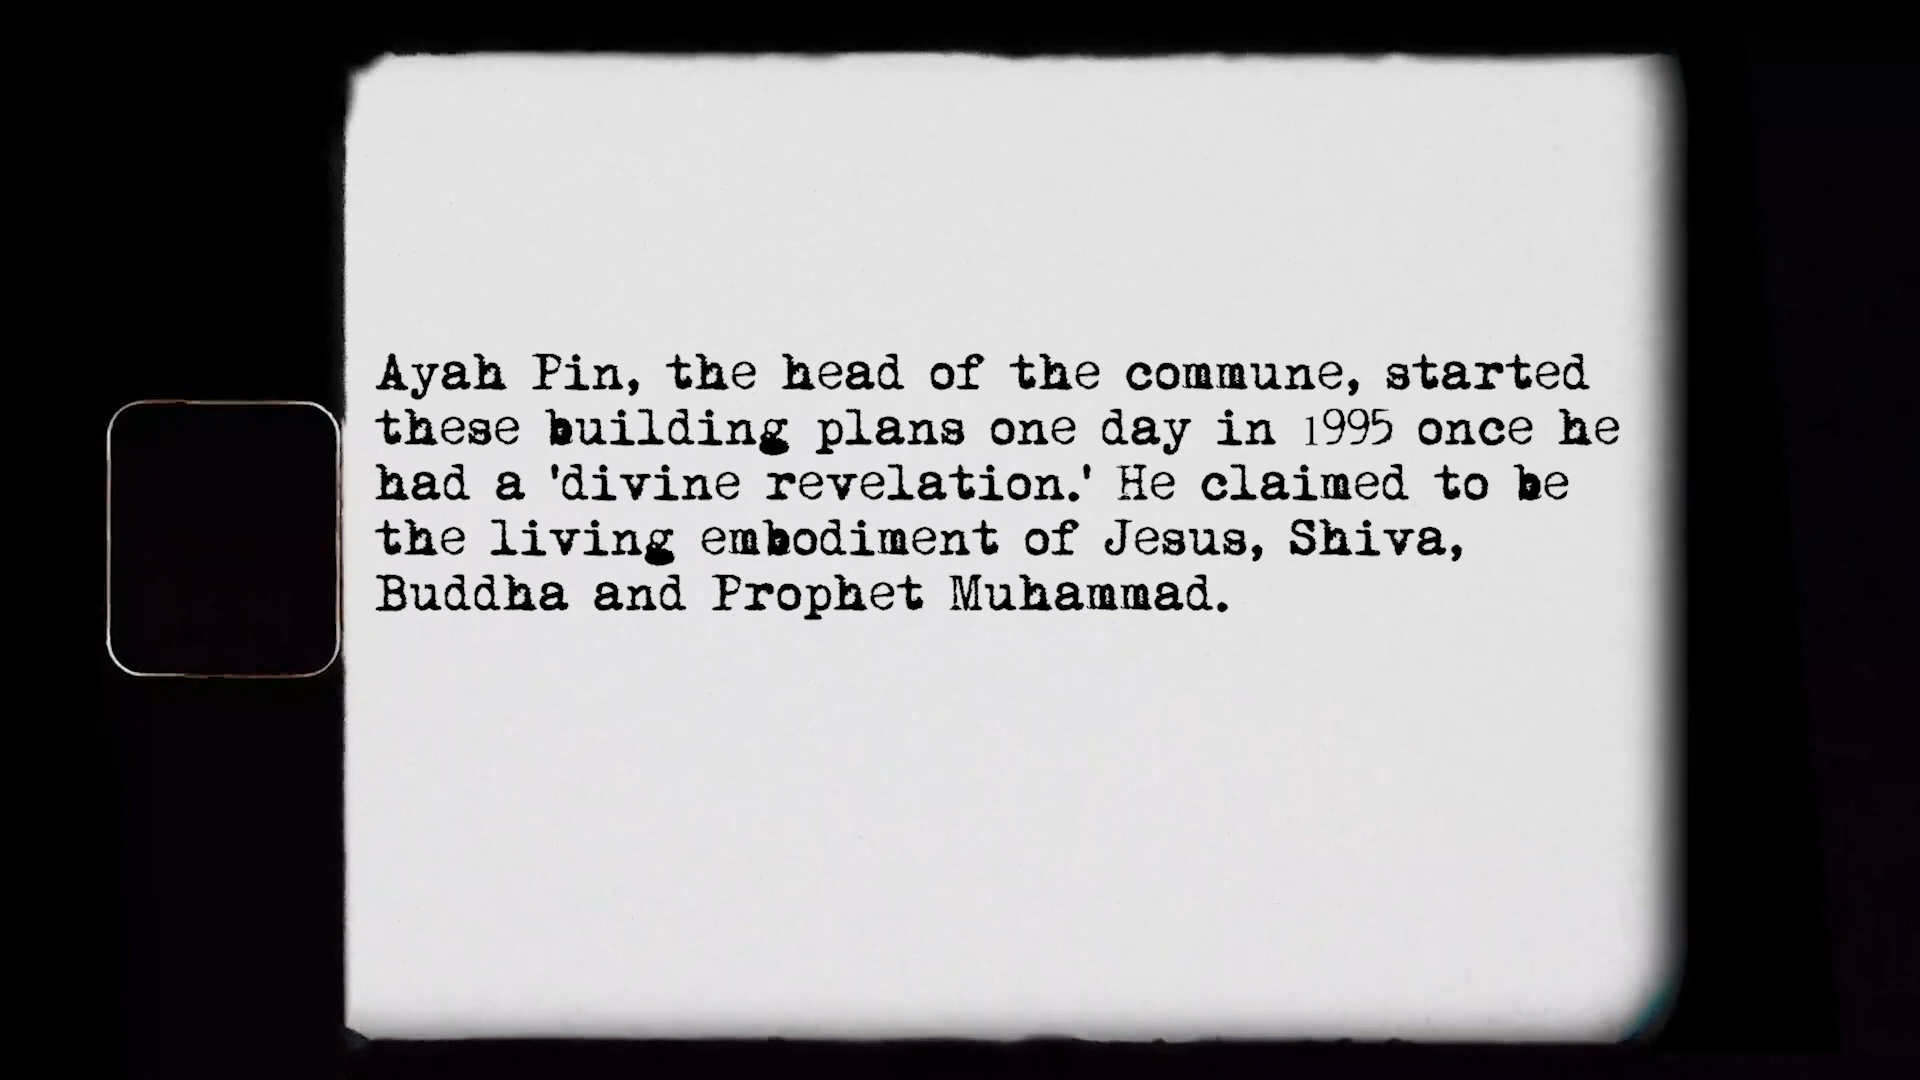 Ayah Pin, the head of the commune, started
these building plans one day in 1995 once he
had a 'divine revelation.' He claimed to be
the living embodiment of Jesus, Shiva,
Buddha and Prophet Muhammad.